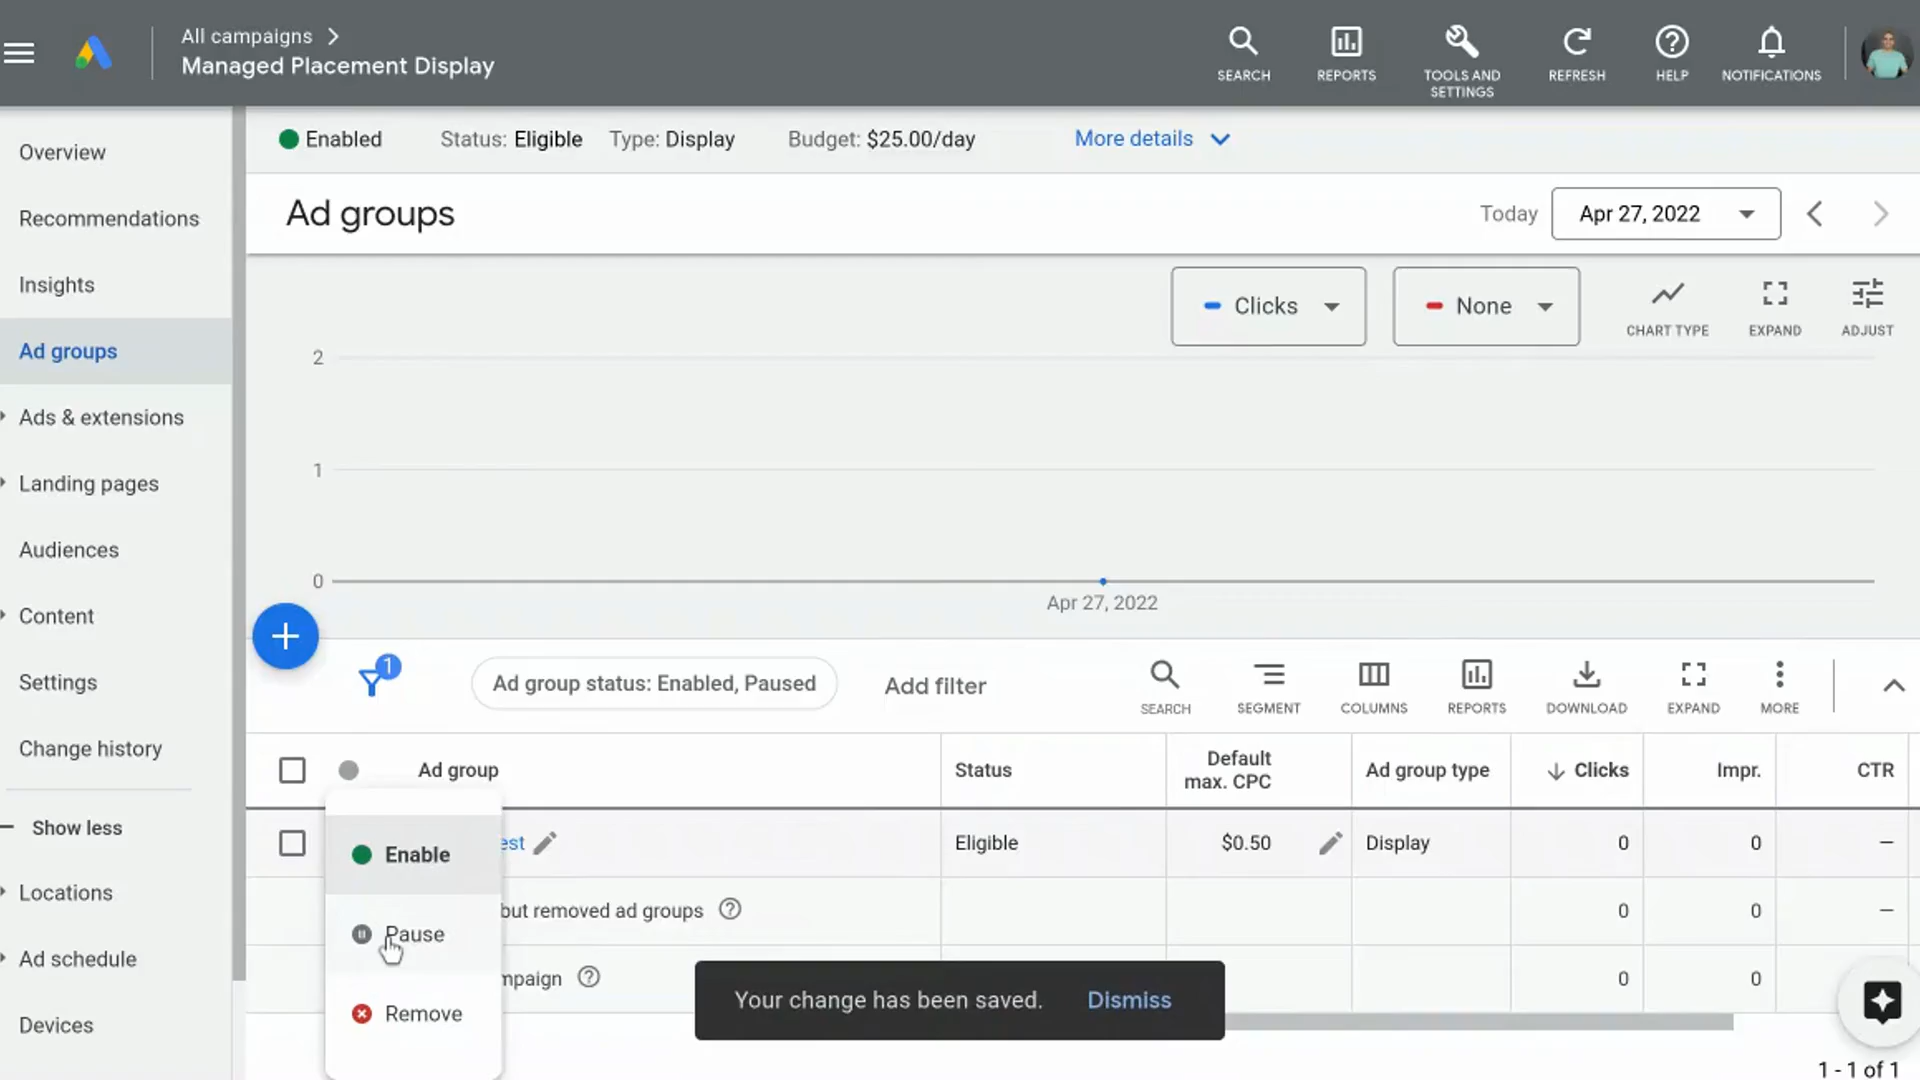 All campaigns
Managed Placement Display
SEARCH
REPORTS
TOOLS AND
SETTINGS
REFRESH
HELP
NOTIFICATIONS
Overview
Recommendations
Insights
Ad groups
Ads & extensions
Landing pages
Audiences
Content
Settings
Change history
Show less
Locations
Ad schedule
Devices
Enabled
Status: Eligible
Type: Display
Budget: $25.00/day
More details
Ad groups
Today
Apr 27, 2022
Clicks
None
CHART TYPE
EXPAND
ADJUST
2
1
0
Apr 27, 2022
1
Ad group status: Enabled, Paused
Add filter
SEARCH
SEGMENT
COLUMNS
REPORTS
DOWNLOAD
EXPAND
MORE
Ad group
Status
Default
max. CPC
Ad group type
Clicks
Impr.
CTR
Enable
est
Eligible
$0.50
Display
0
0
—
but removed ad groups
0
0
—
Pause
mpaign
0
0
Remove
Your change has been saved.
Dismiss
1 - 1 of 1